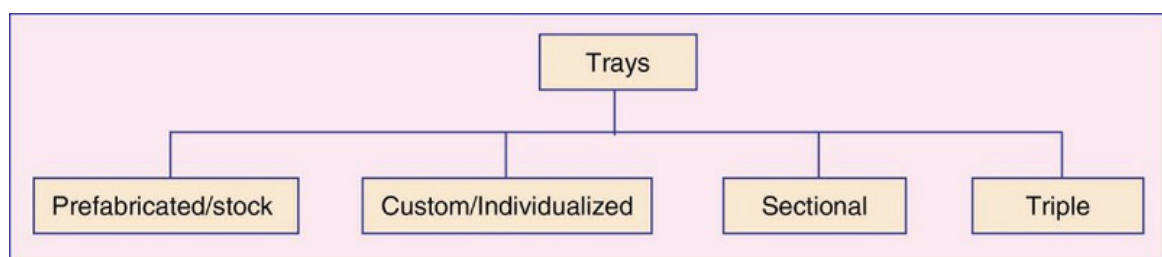 Trays
Prefabricated/stock
Custom/Individualized
Sectional
Triple